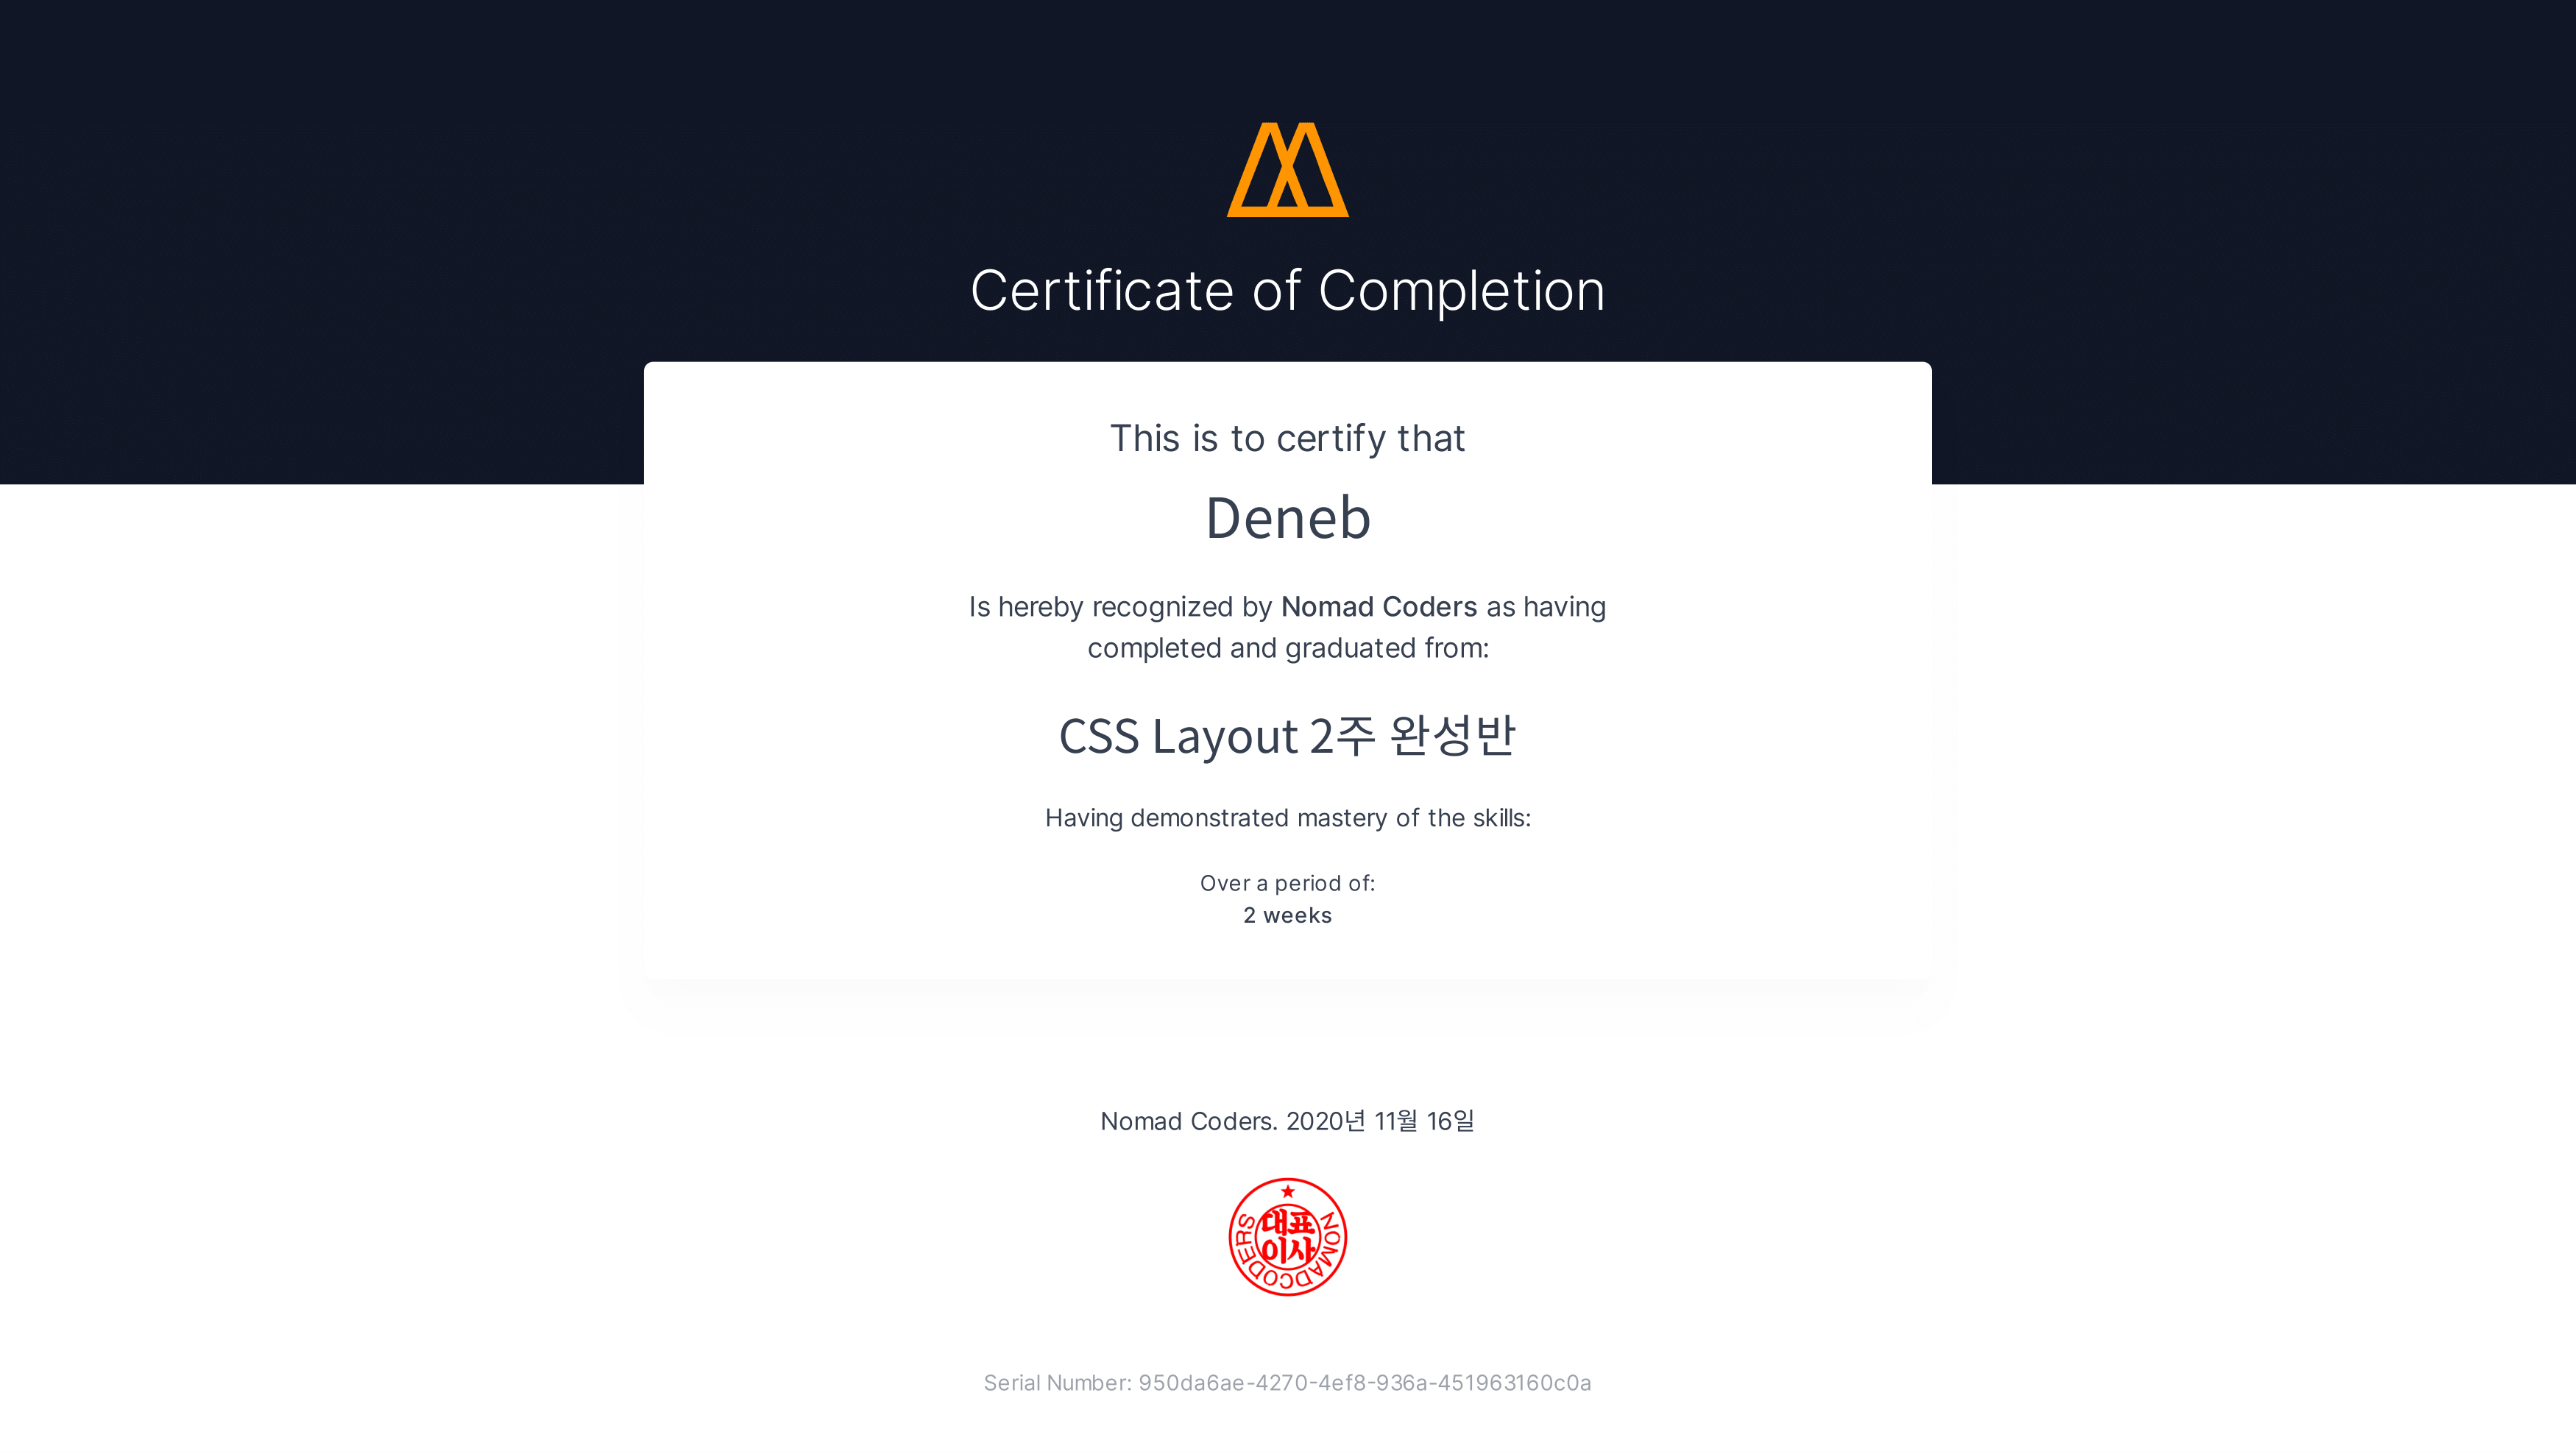 Certificate of Completion
This is to certify that
Deneb
Is hereby recognized by Nomad Coders as having
completed and graduated from:
CSS Layout 2주 완성반
Having demonstrated mastery of the skills:
Over a period of:
2 weeks
Nomad Coders. 2020년 11월 16일
대표
이사
NOMADCODERS
Serial Number: 950da6ae-4270-4ef8-936a-451963160c0a